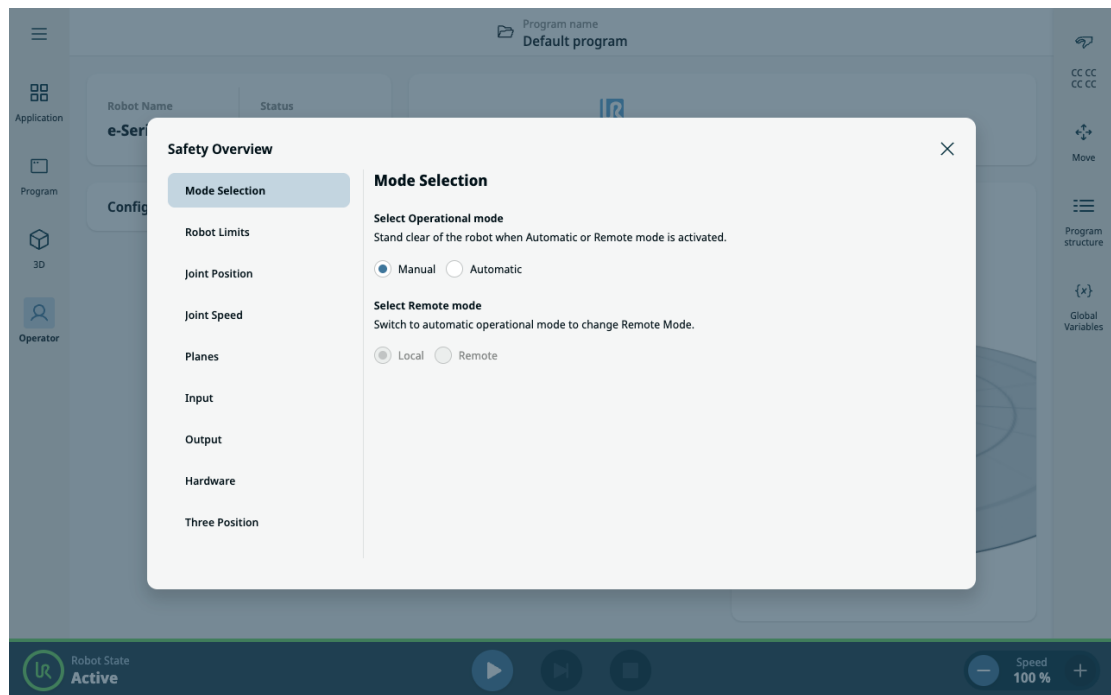 Program name
Default program
Application
Program
3D
Operator
Robot Name
Status
e-Seri
Config
CC CC
CC CC
Move
Program
structure
{x}
Global
Variables
Safety Overview
Mode Selection
Robot Limits
Joint Position
Joint Speed
Planes
Input
Output
Hardware
Three Position
Mode Selection
Select Operational mode
Stand clear of the robot when Automatic or Remote mode is activated.
Manual Automatic
Select Remote mode
Switch to automatic operational mode to change Remote Mode.
Local Remote
Robot State
Active
Speed
100 %